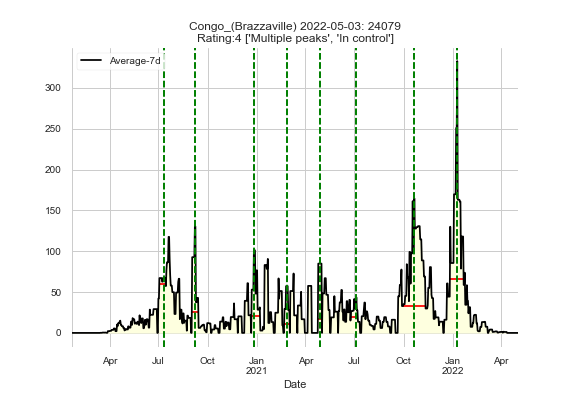 Congo_(Brazzaville) 2022-05-03: 24079
Rating:4 ['Multiple peaks', 'In control']
Average-7d
300
250
200
150
100
50
0
Apr Jul Oct Jan Apr Jul Oct Jan Apr
2021 2022
Date